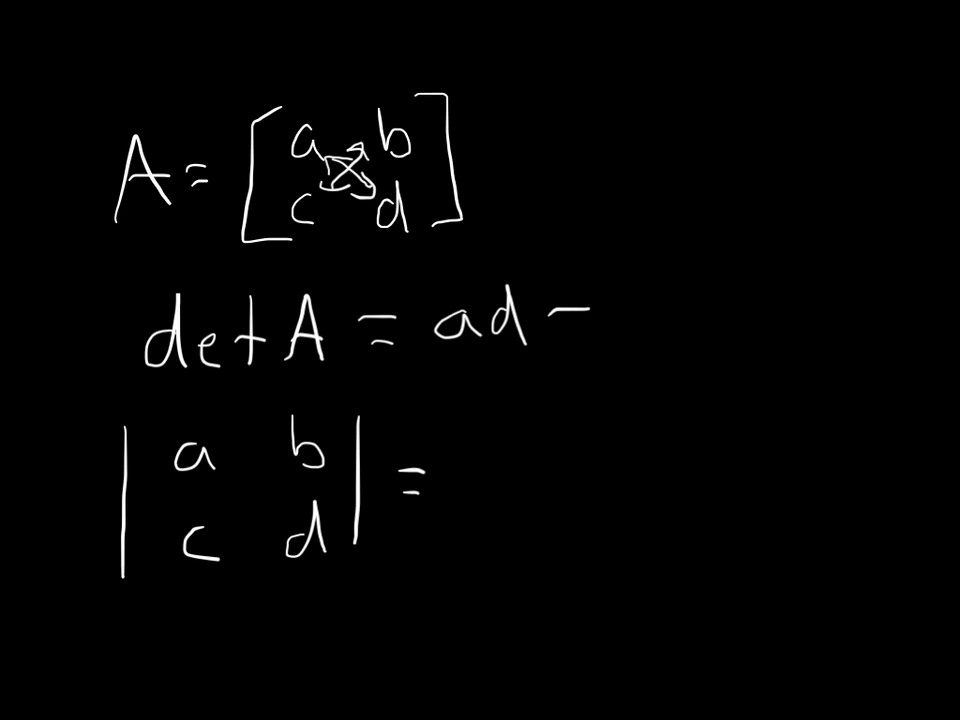 A = [ a b
c d ]
det A = ad -
| a b | =
| c d |